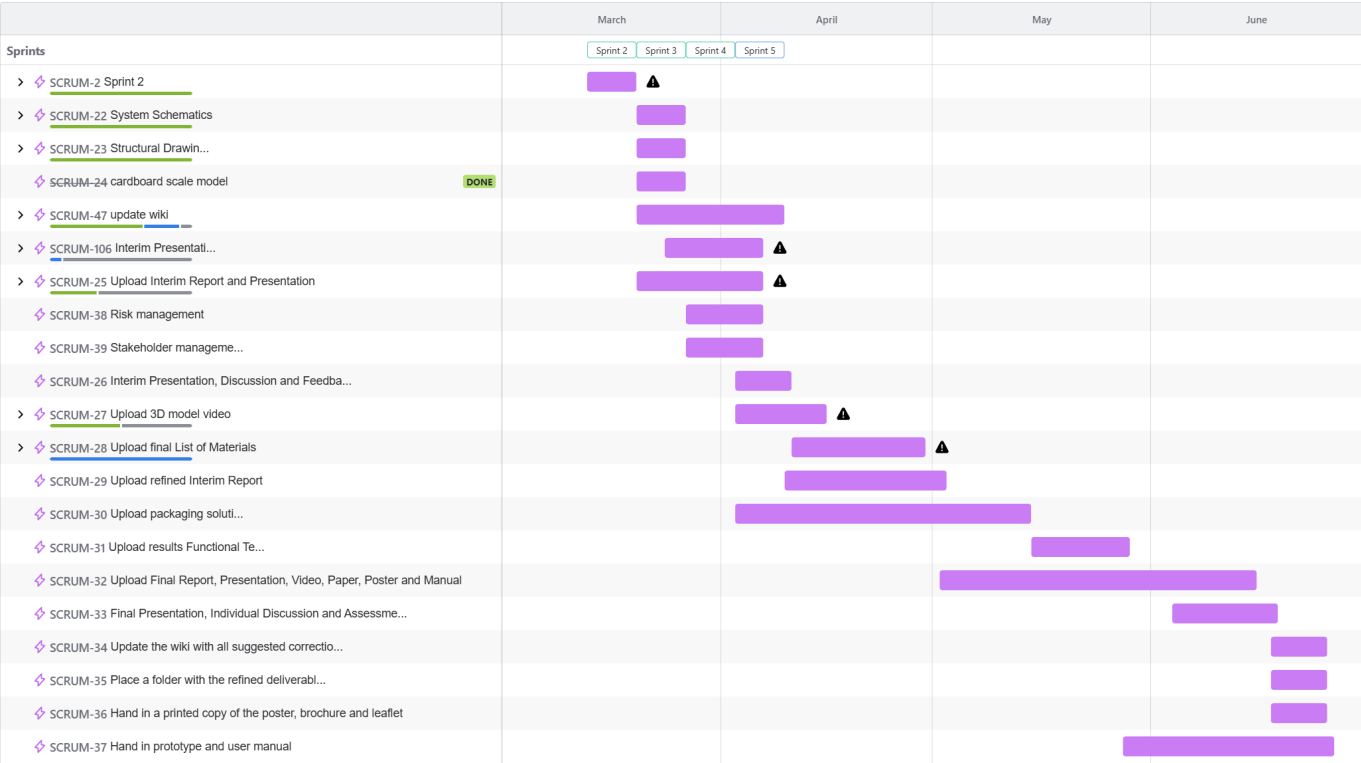 March April May June
Sprints Sprint 2 Sprint 3 Sprint 4 Sprint 5
SCRUM-2 Sprint 2
SCRUM-22 System Schematics
SCRUM-23 Structural Drawin...
SCRUM-24 cardboard scale model DONE
SCRUM-47 update wiki
SCRUM-106 Interim Presentati...
SCRUM-25 Upload Interim Report and Presentation
SCRUM-38 Risk management
SCRUM-39 Stakeholder manageme...
SCRUM-26 Interim Presentation, Discussion and Feedba...
SCRUM-27 Upload 3D model video
SCRUM-28 Upload final List of Materials
SCRUM-29 Upload refined Interim Report
SCRUM-30 Upload packaging soluti...
SCRUM-31 Upload results Functional Te...
SCRUM-32 Upload Final Report, Presentation, Video, Paper, Poster and Manual
SCRUM-33 Final Presentation, Individual Discussion and Assessme...
SCRUM-34 Update the wiki with all suggested correctio...
SCRUM-35 Place a folder with the refined deliverabl...
SCRUM-36 Hand in a printed copy of the poster, brochure and leaflet
SCRUM-37 Hand in prototype and user manual